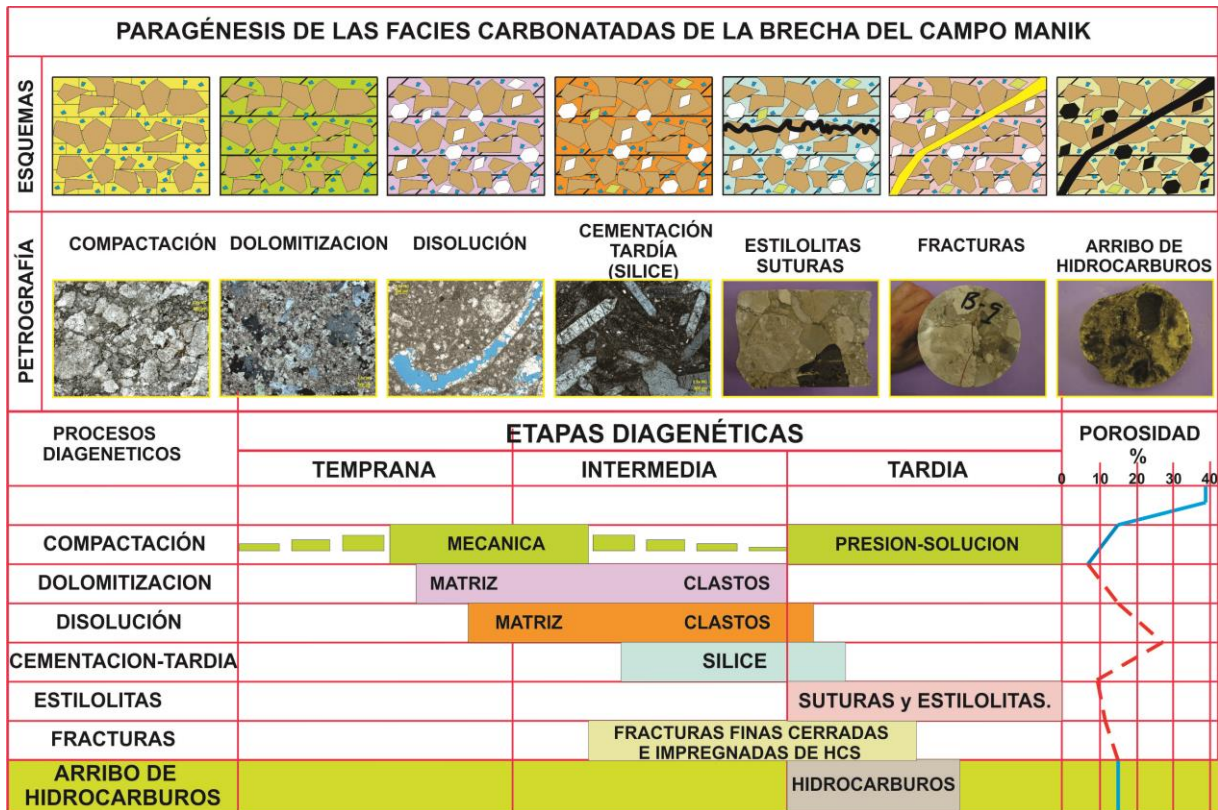 PARAGÉNESIS DE LAS FACIES CARBONATADAS DE LA BRECHA DEL CAMPO MANIK
ESQUEMAS
PETROGRAFÍA
COMPACTACIÓN
DOLOMITIZACION
DISOLUCIÓN
CEMENTACIÓN
TARDÍA
(SILICE)
ESTILOLITAS
SUTURAS
FRACTURAS
ARRIBO DE
HIDROCARBUROS
B-9
PROCESOS
DIAGENETICOS
ETAPAS DIAGENÉTICAS
TEMPRANA
INTERMEDIA
TARDIA
POROSIDAD
%
0 10 20 30 40
COMPACTACIÓN
MECANICA
PRESION-SOLUCION
DOLOMITIZACION
MATRIZ
CLASTOS
DISOLUCIÓN
MATRIZ
CLASTOS
CEMENTACION-TARDIA
SILICE
ESTILOLITAS
SUTURAS y ESTILOLITAS.
FRACTURAS
FRACTURAS FINAS CERRADAS
E IMPREGNADAS DE HCS
ARRIBO DE
HIDROCARBUROS
HIDROCARBUROS